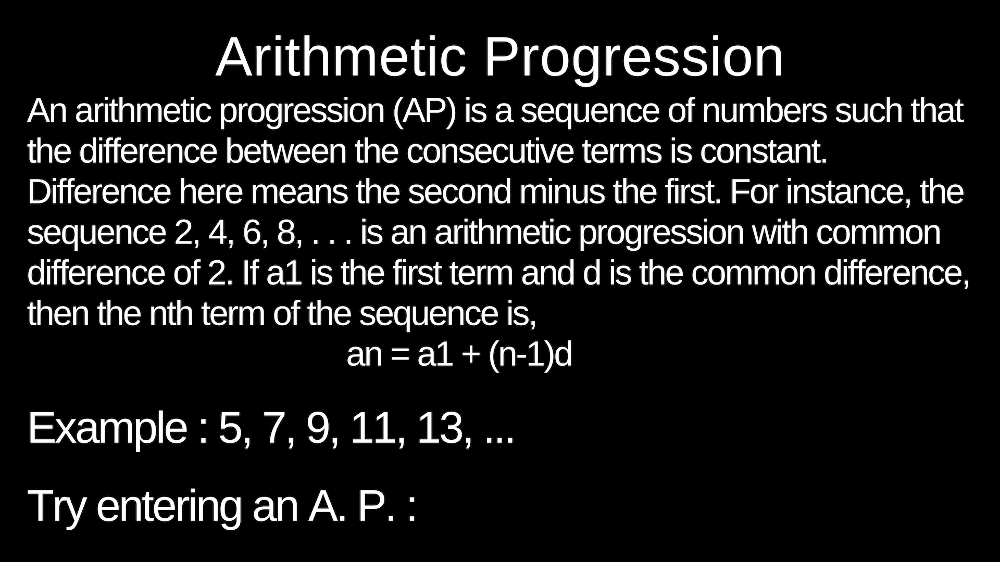 Arithmetic Progression
An arithmetic progression (AP) is a sequence of numbers such that
the difference between the consecutive terms is constant.
Difference here means the second minus the first. For instance, the
sequence 2, 4, 6, 8, . . . is an arithmetic progression with common
difference of 2. If a1 is the first term and d is the common difference,
then the nth term of the sequence is,
an = a1 + (n-1)d
Example : 5, 7, 9, 11, 13, ...
Try entering an A. P. :